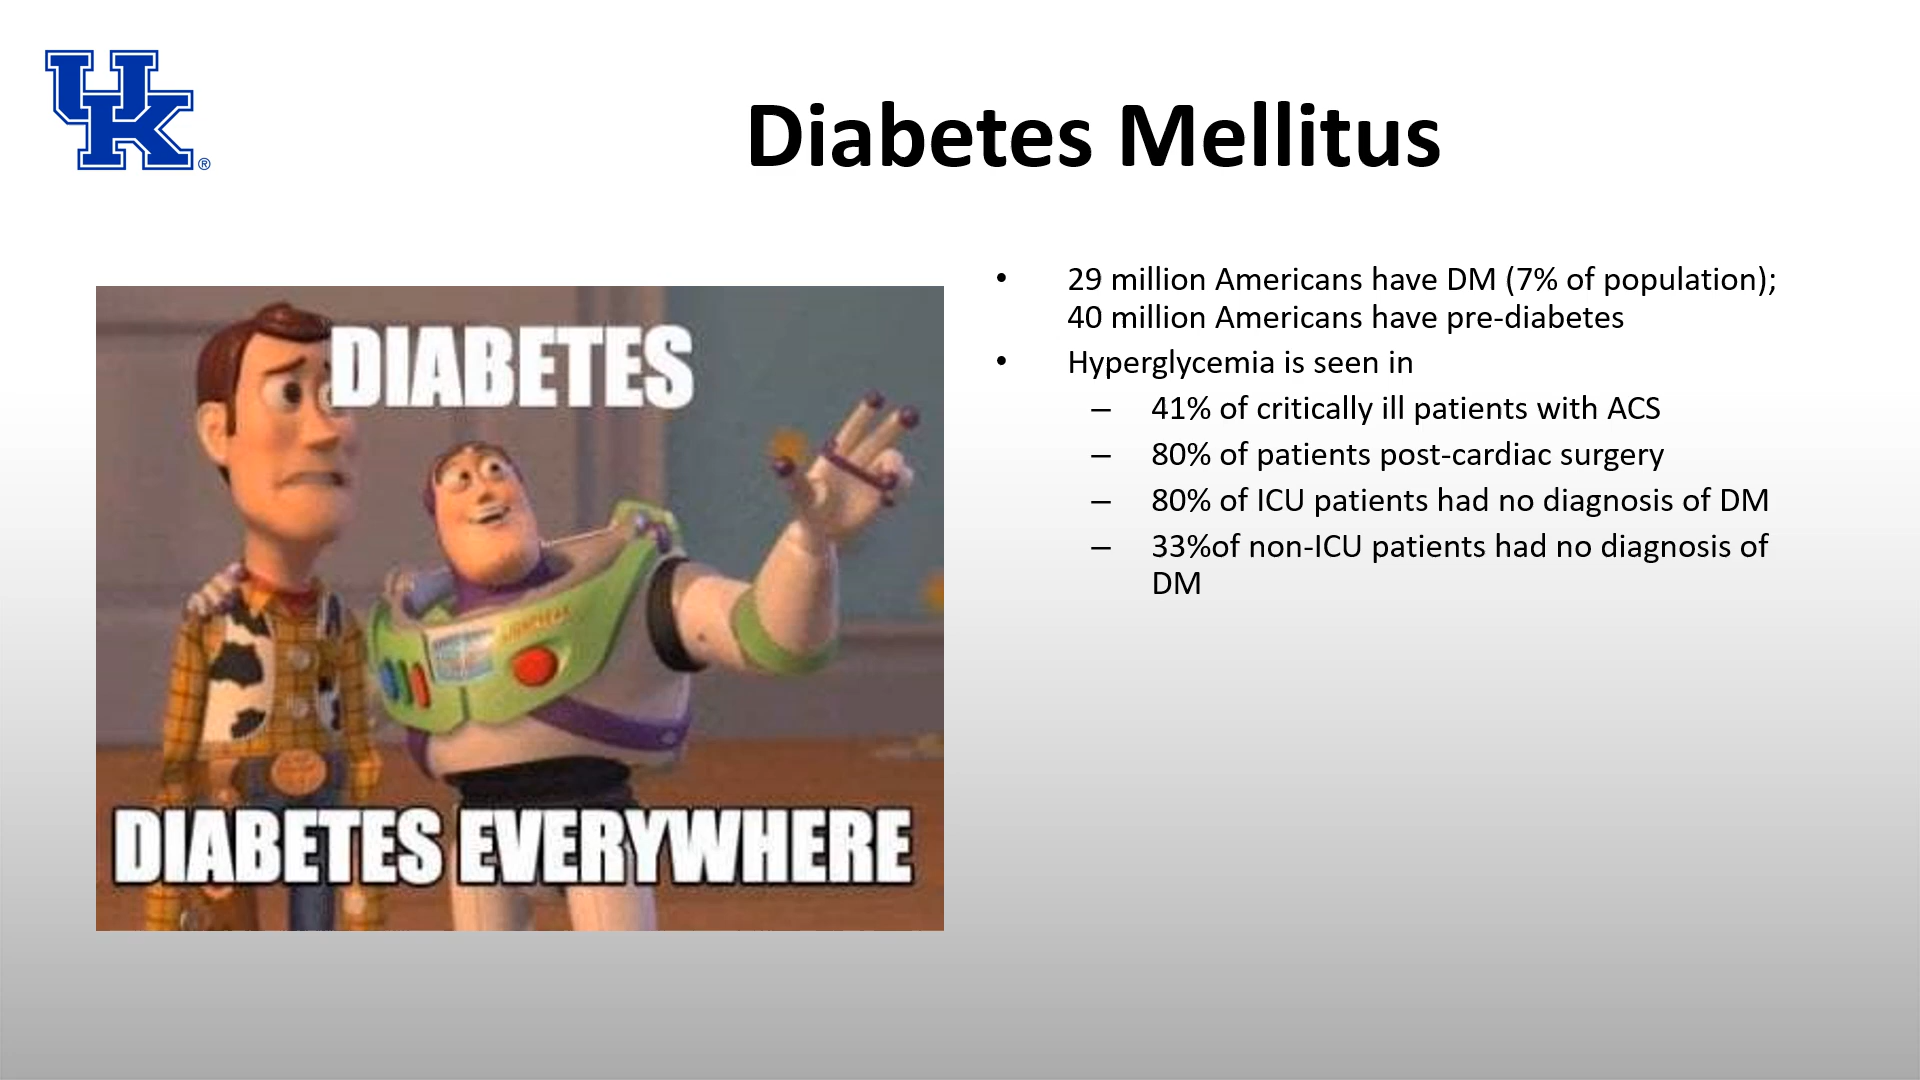 UK®
Diabetes Mellitus
DIABETES
DIABETES EVERYWHERE
• 29 million Americans have DM (7% of population);
40 million Americans have pre-diabetes
• Hyperglycemia is seen in
– 41% of critically ill patients with ACS
– 80% of patients post-cardiac surgery
– 80% of ICU patients had no diagnosis of DM
– 33%of non-ICU patients had no diagnosis of
DM